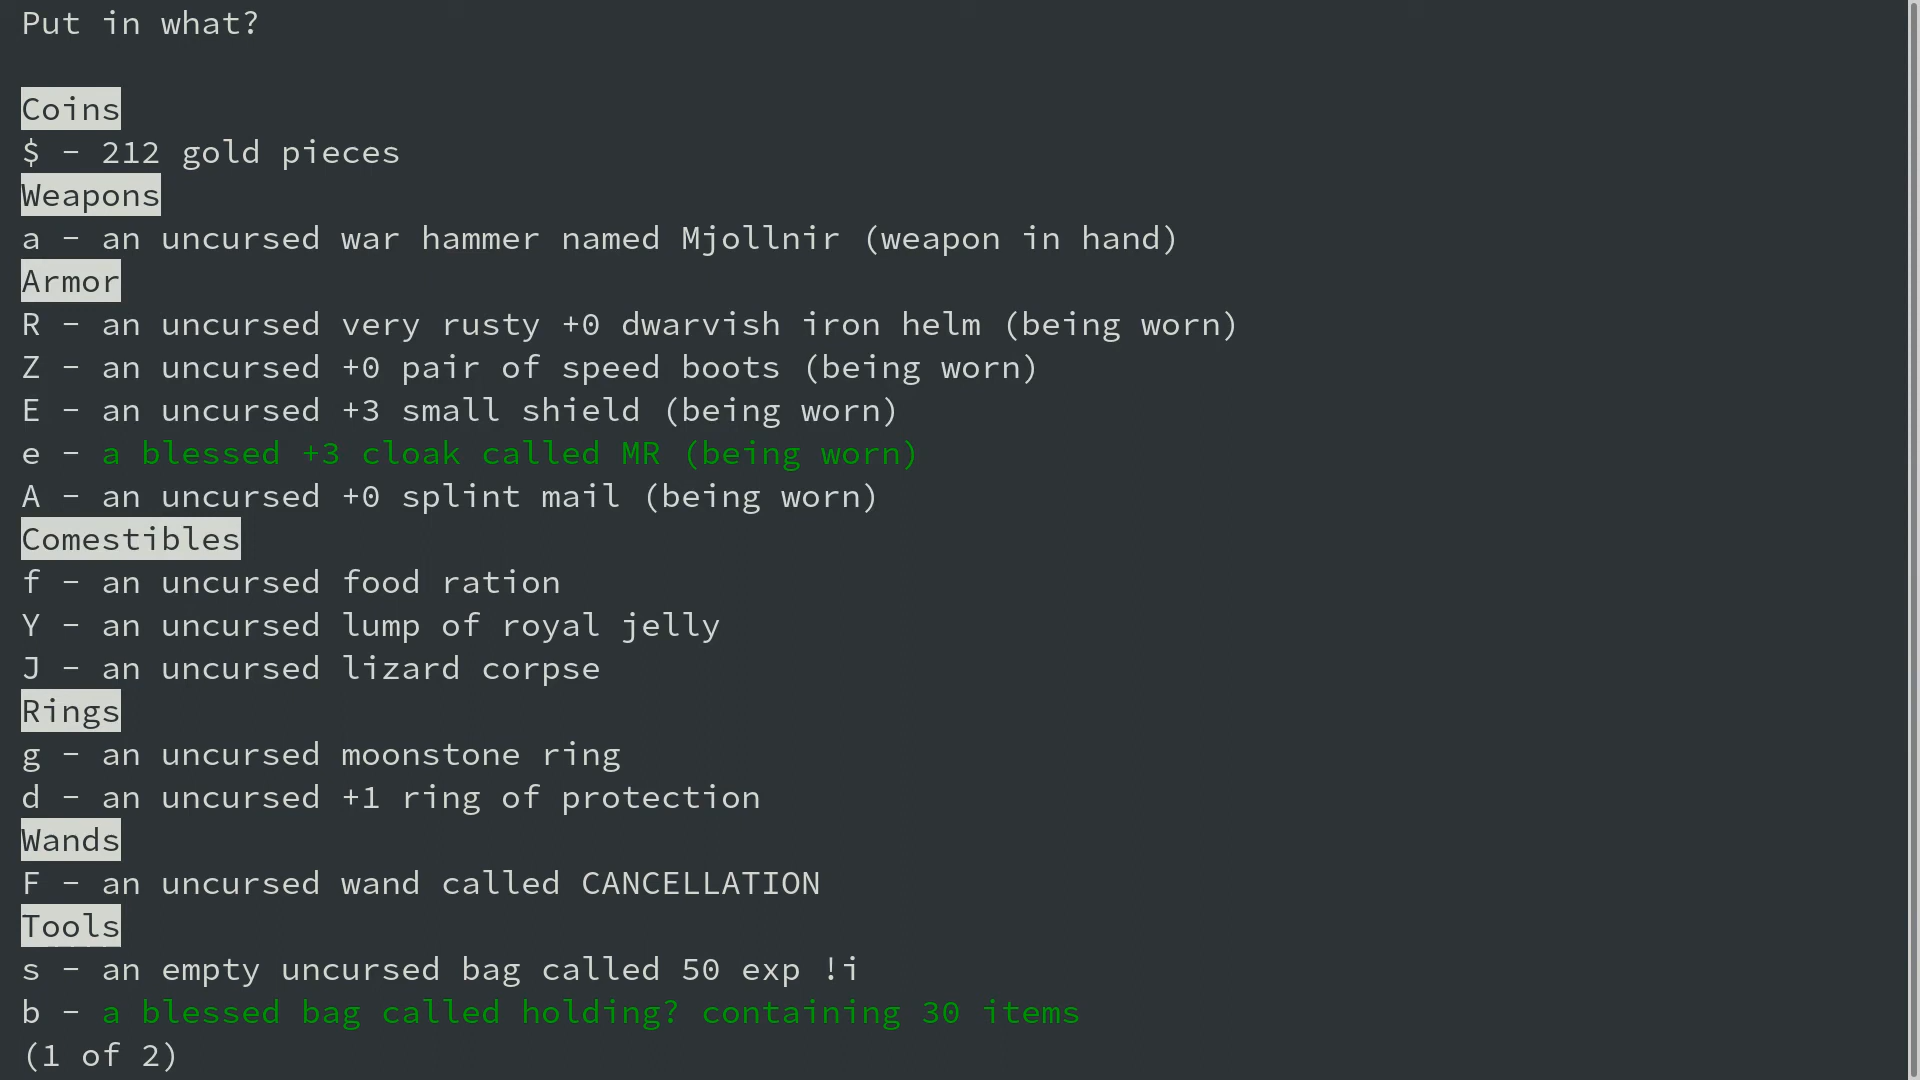 Put in what?
Coins
$ - 212 gold pieces
Weapons
a - an uncursed war hammer named Mjollnir (weapon in hand)
Armor
R - an uncursed very rusty +0 dwarvish iron helm (being worn)
Z - an uncursed +0 pair of speed boots (being worn)
E - an uncursed +3 small shield (being worn)
e - a blessed +3 cloak called MR (being worn)
A - an uncursed +0 splint mail (being worn)
Comestibles
f - an uncursed food ration
Y - an uncursed lump of royal jelly
J - an uncursed lizard corpse
Rings
g - an uncursed moonstone ring
d - an uncursed +1 ring of protection
Wands
F - an uncursed wand called CANCELLATION
Tools
s - an empty uncursed bag called 50 exp !i
b - a blessed bag called holding? containing 30 items
(1 of 2)